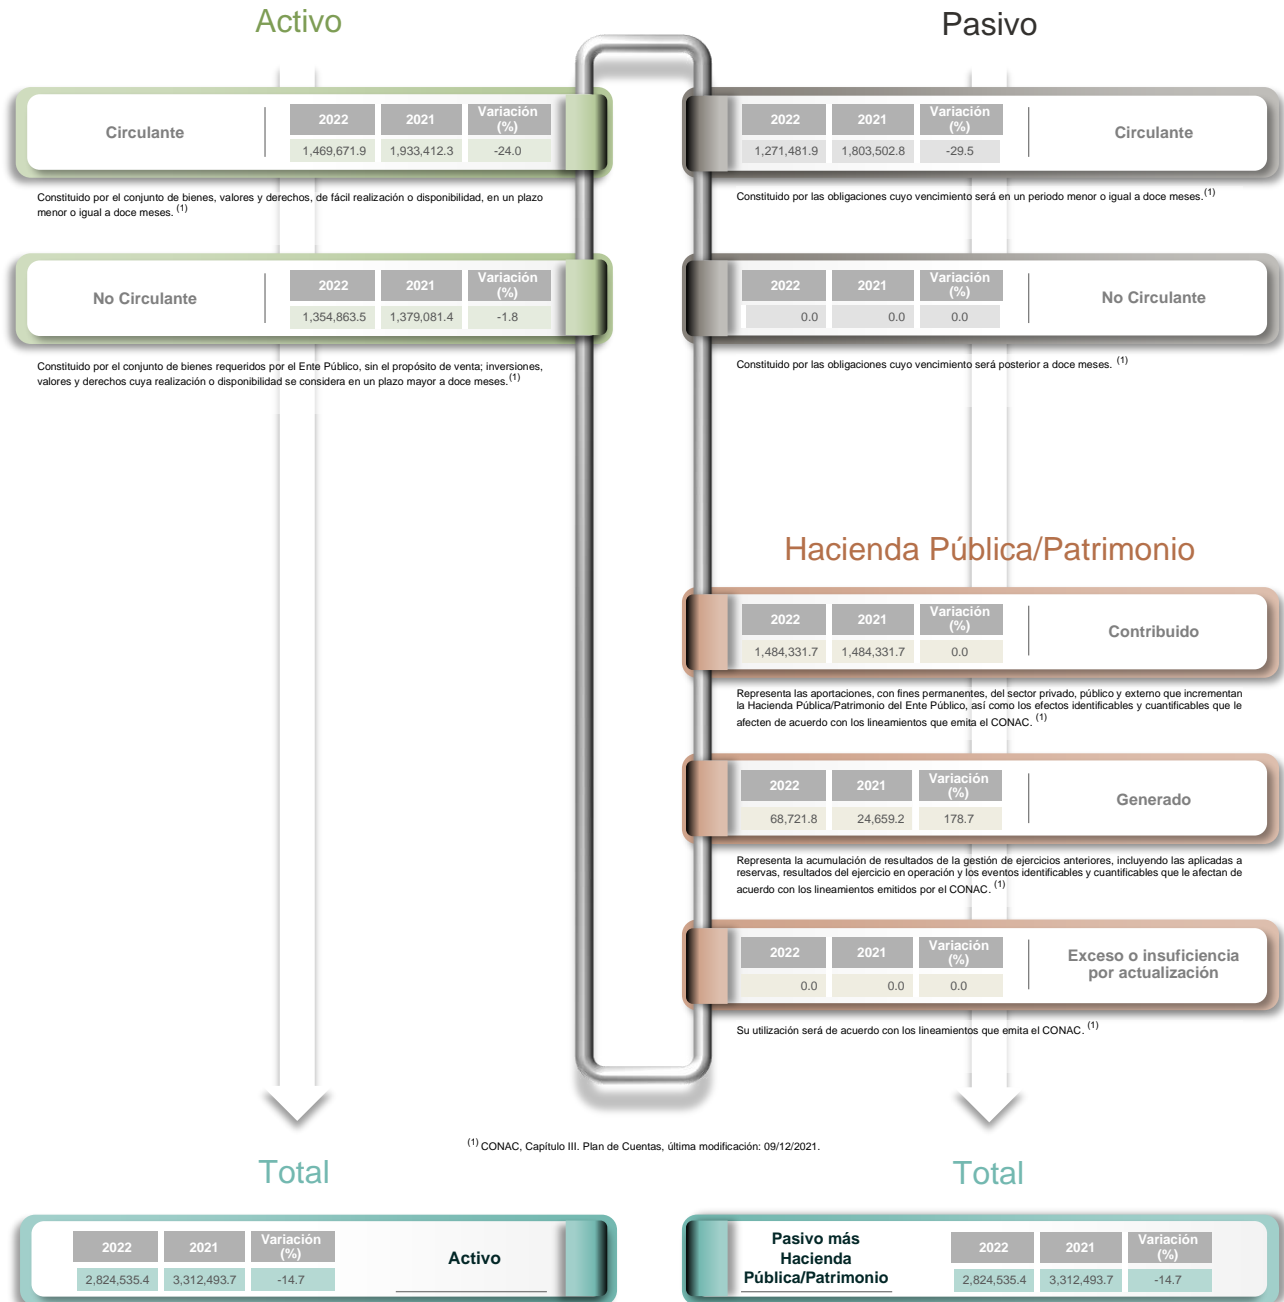 Activo
Circulante
2022 2021 Variación (%)
1,469,671.9 1,933,412.3 -24.0
Constituido por el conjunto de bienes, valores y derechos, de fácil realización o disponibilidad, en un plazo
menor o igual a doce meses. (1)
No Circulante
2022 2021 Variación (%)
1,354,863.5 1,379,081.4 -1.8
Constituido por el conjunto de bienes requeridos por el Ente Público, sin el propósito de venta; inversiones,
valores y derechos cuya realización o disponibilidad se considera en un plazo mayor a doce meses. (1)
Pasivo
2022 2021 Variación (%)
1,271,481.9 1,803,502.8 -29.5
Circulante
Constituido por las obligaciones cuyo vencimiento será en un periodo menor o igual a doce meses. (1)
2022 2021 Variación (%)
0.0 0.0 0.0
No Circulante
Constituido por las obligaciones cuyo vencimiento será posterior a doce meses. (1)
Hacienda Pública/Patrimonio
2022 2021 Variación (%)
1,484,331.7 1,484,331.7 0.0
Contribuido
Representa las aportaciones, con fines permanentes, del sector privado, público y externo que incrementan
la Hacienda Pública/Patrimonio del Ente Público, así como los efectos identificables y cuantificables que le
afecten de acuerdo con los lineamientos que emita el CONAC. (1)
2022 2021 Variación (%)
68,721.8 24,659.2 178.7
Generado
Representa la acumulación de resultados de la gestión de ejercicios anteriores, incluyendo las aplicadas a
reservas, resultados del ejercicio en operación y los eventos identificables y cuantificables que le afectan de
acuerdo con los lineamientos emitidos por el CONAC. (1)
2022 2021 Variación (%)
0.0 0.0 0.0
Exceso o insuficiencia
por actualización
Su utilización será de acuerdo con los lineamientos que emita el CONAC. (1)
(1) CONAC, Capítulo III. Plan de Cuentas, última modificación: 09/12/2021.
Total
2022 2021 Variación (%)
2,824,535.4 3,312,493.7 -14.7
Activo
Total
Pasivo más
Hacienda
Pública/Patrimonio
2022 2021 Variación (%)
2,824,535.4 3,312,493.7 -14.7